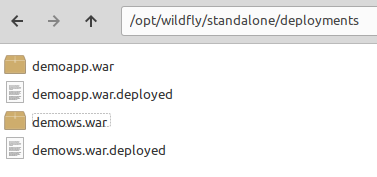 /opt/wildfly/standalone/deployments
demoapp.war
demoapp.war.deployed
demows.war
demows.war.deployed